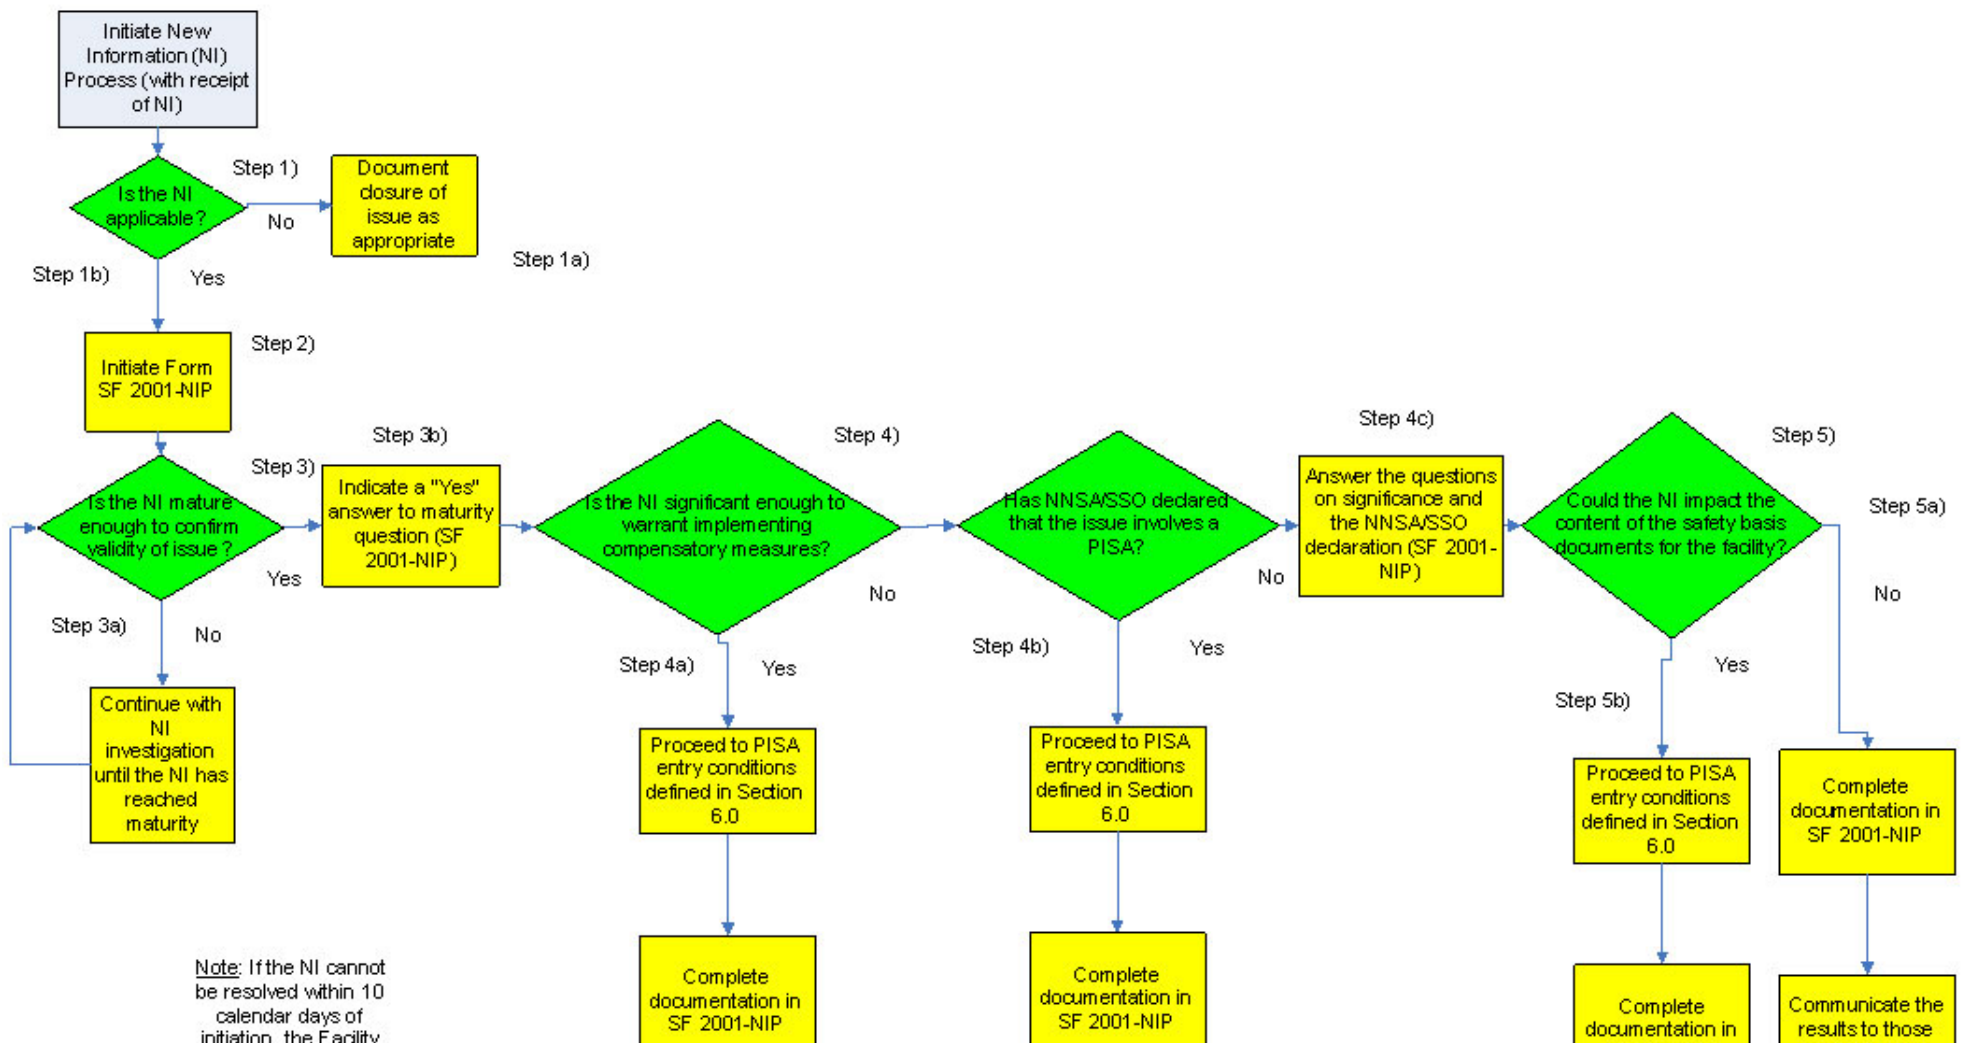 Initiate New
Information (NI)
Process (with receipt
of NI)
Step 1)
Is the NI
applicable?
No
Document
closure of
issue as
appropriate
Step 1a)
Step 1b)
Yes
Step 2)
Initiate Form
SF 2001-NIP
Step 3)
Is the NI mature
enough to confirm
validity of issue?
Yes
Step 3a)
No
Continue with
NI
investigation
until the NI has
reached
maturity
Step 3b)
Indicate a "Yes"
answer to maturity
question (SF
2001-NIP)
Step 4)
Is the NI significant enough to
warrant implementing
compensatory measures?
No
Step 4a)
Yes
Proceed to PISA
entry conditions
defined in Section
6.0
Complete
documentation in
SF 2001-NIP
Has NNSA/SSO declared
that the issue involves a
PISA?
No
Step 4b)
Yes
Proceed to PISA
entry conditions
defined in Section
6.0
Complete
documentation in
SF 2001-NIP
Step 4c)
Answer the questions
on significance and
the NNSA/SSO
declaration (SF 2001-
NIP)
Step 5)
Could the NI impact the
content of the safety basis
documents for the facility?
Step 5a)
No
Yes
Step 5b)
Proceed to PISA
entry conditions
defined in Section
6.0
Complete
documentation in
Complete
documentation in
SF 2001-NIP
Communicate the
results to those
Note: If the NI cannot
be resolved within 10
calendar days of
initiation, the Facility